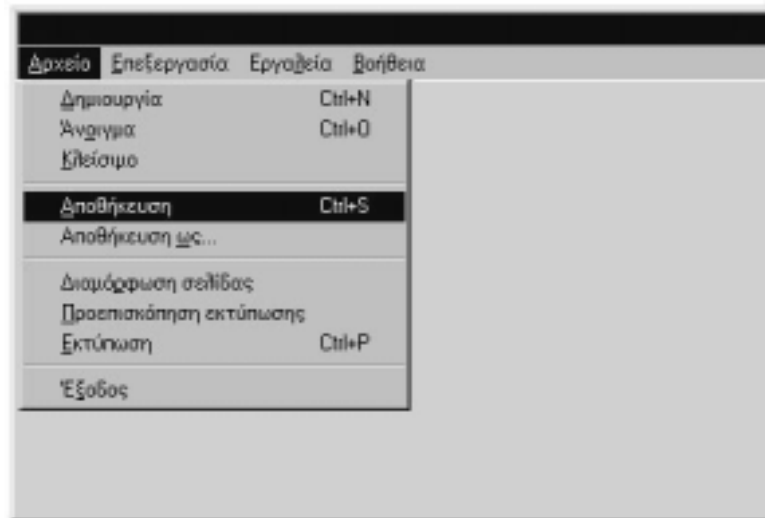 Αρχείο Επεξεργασία Εργαλεία Βοήθεια
Δημιουργία Ctrl+N
Άνοιγμα Ctrl+O
Κλείσιμο
Αποθήκευση Ctrl+S
Αποθήκευση ως...
Διαμόρφωση σελίδας
Προεπισκόπηση εκτύπωσης
Εκτύπωση Ctrl+P
Έξοδος